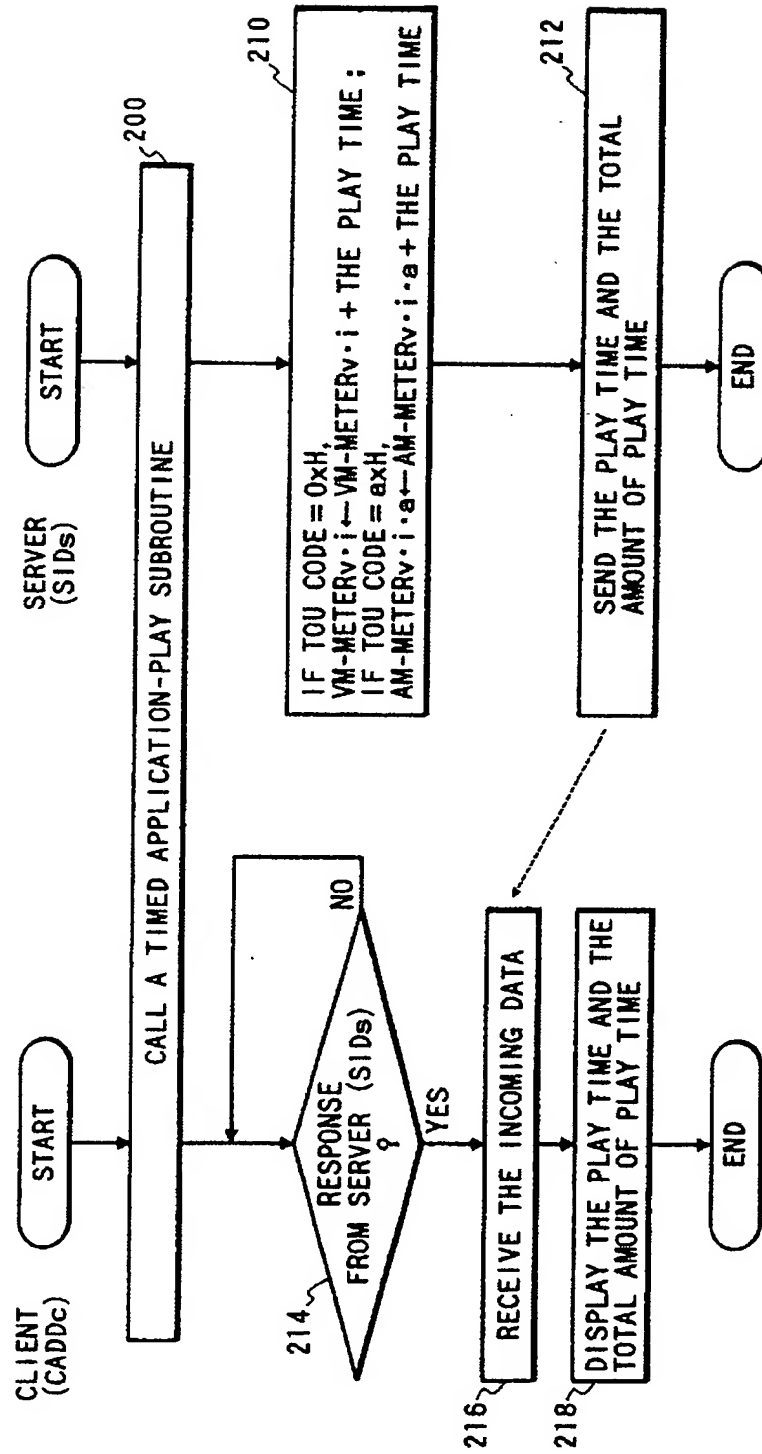 CLIENT
(CADDc)
START
SERVER
(SIDs)
START
200
CALL A TIMED APPLICATION-PLAY SUBROUTINE
214
RESPONSE
FROM SERVER (SIDs)
?
NO
YES
210
IF TOU CODE=0xH,
VM-METERv·i←VM-METERv·i+THE PLAY TIME;
IF TOU CODE=axH,
AM-METERv·i·a←AM-METERv·i·a+THE PLAY TIME
212
SEND THE PLAY TIME AND THE TOTAL
AMOUNT OF PLAY TIME
216
RECEIVE THE INCOMING DATA
218
DISPLAY THE PLAY TIME AND THE
TOTAL AMOUNT OF PLAY TIME
END
END